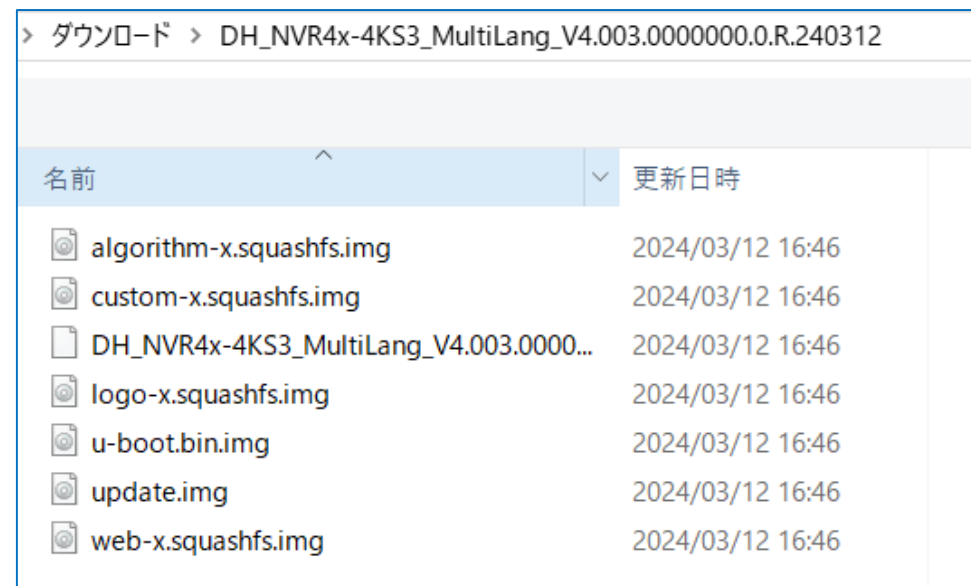 > ダウンロード > DH_NVR4x-4KS3_MultiLang_V4.003.0000000.0.R.240312
名前 更新日時
algorithm-x.squashfs.img 2024/03/12 16:46
custom-x.squashfs.img 2024/03/12 16:46
DH_NVR4x-4KS3_MultiLang_V4.003.0000... 2024/03/12 16:46
logo-x.squashfs.img 2024/03/12 16:46
u-boot.bin.img 2024/03/12 16:46
update.img 2024/03/12 16:46
web-x.squashfs.img 2024/03/12 16:46